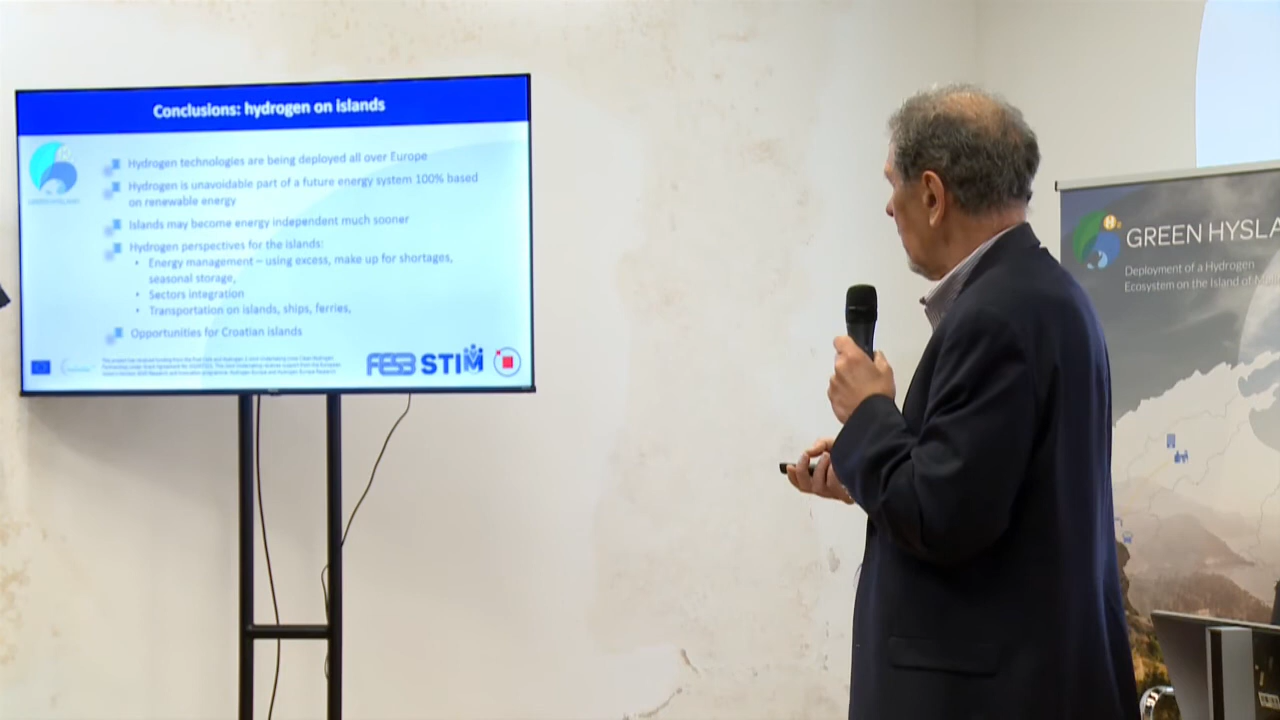 Conclusions: hydrogen on islands
Hydrogen technologies are being deployed all over Europe
Hydrogen is unavoidable part of a future energy system 100% based
on renewable energy
Islands may become energy independent much sooner
Hydrogen perspectives for the islands:
• Energy management – using excess, make up for shortages,
seasonal storage,
• Sectors integration
• Transportation on islands, ships, ferries,
Opportunities for Croatian islands
FESB STIM
GREEN HYSLA
Deployment of a Hydrogen
Ecosystem on the Island of